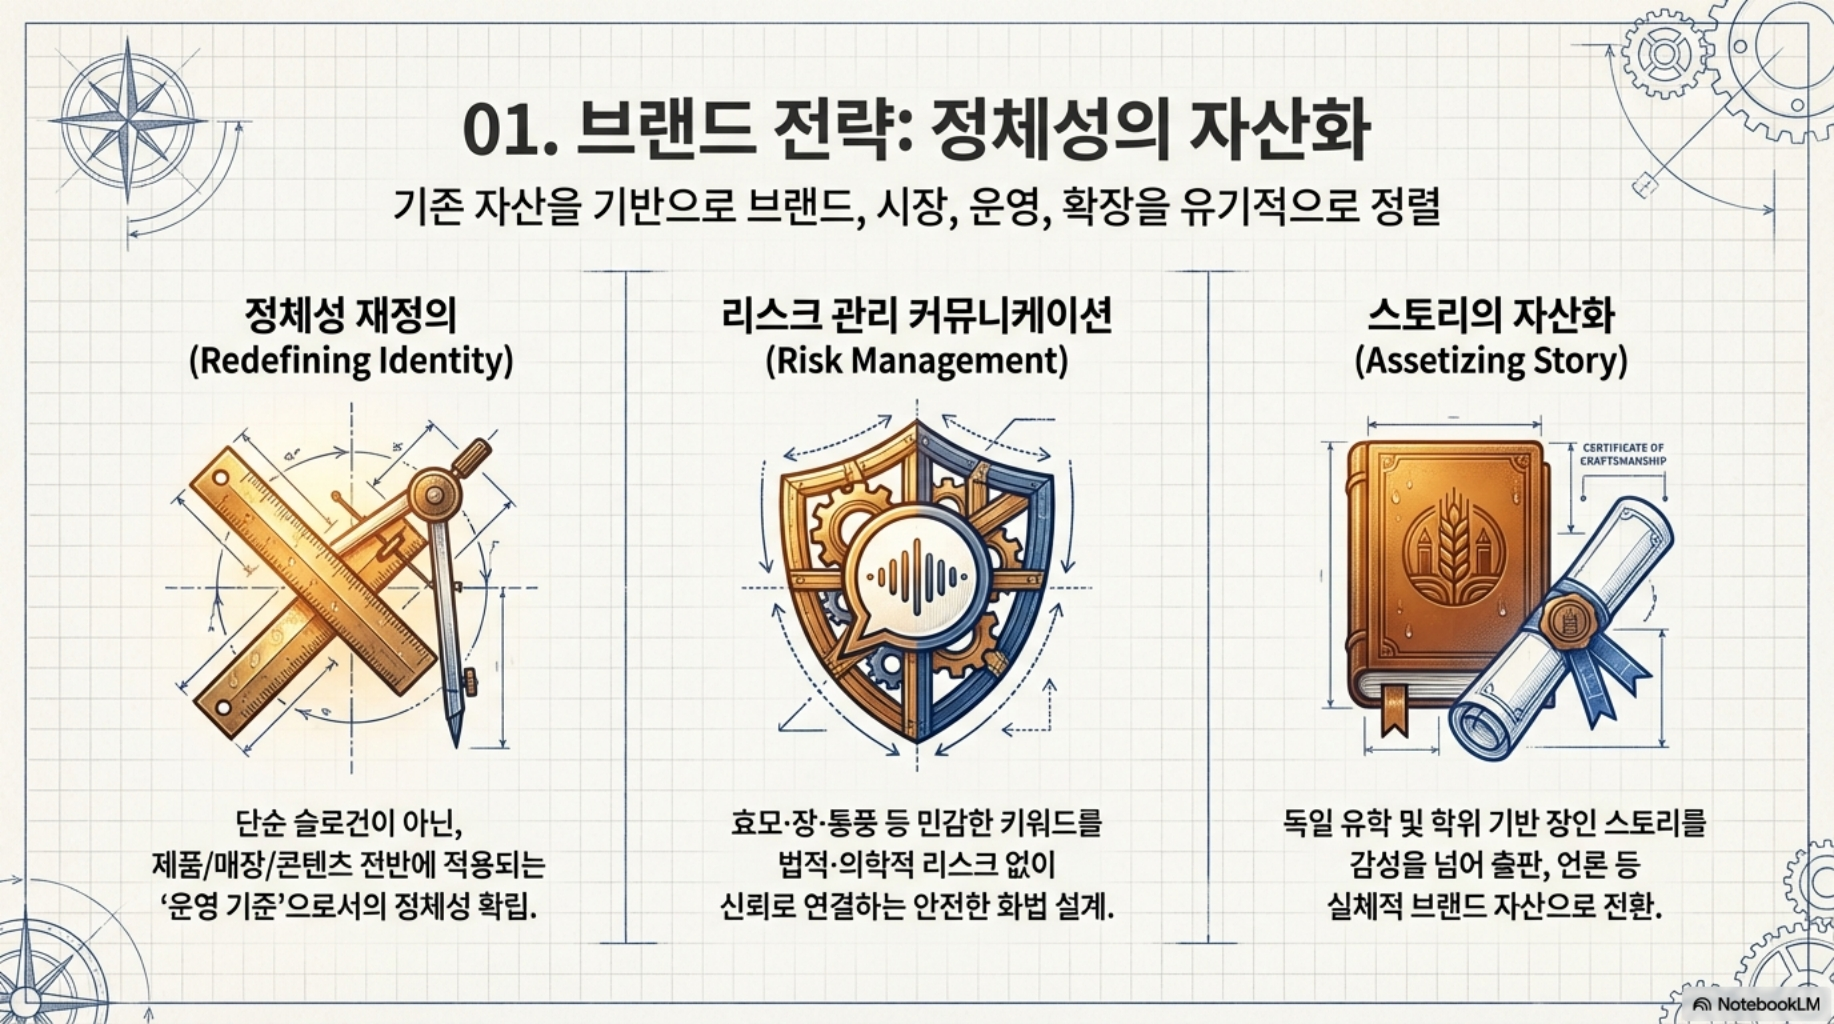 01. 브랜드 전략: 정체성의 자산화
기존 자산을 기반으로 브랜드, 시장, 운영, 확장을 유기적으로 정렬
정체성 재정의
(Redefining Identity)
단순 슬로건이 아닌,
제품/매장/콘텐츠 전반에 적용되는
‘운영 기준’으로서의 정체성 확립.
리스크 관리 커뮤니케이션
(Risk Management)
효모·장·통풍 등 민감한 키워드를
법적·의학적 리스크 없이
신뢰로 연결하는 안전한 화법 설계.
스토리의 자산화
(Assetizing Story)
CERTIFICATE OF
CRAFTSMANSHIP
독일 유학 및 학위 기반 장인 스토리를
감성을 넘어 출판, 언론 등
실체적 브랜드 자산으로 전환.
NotebookLM